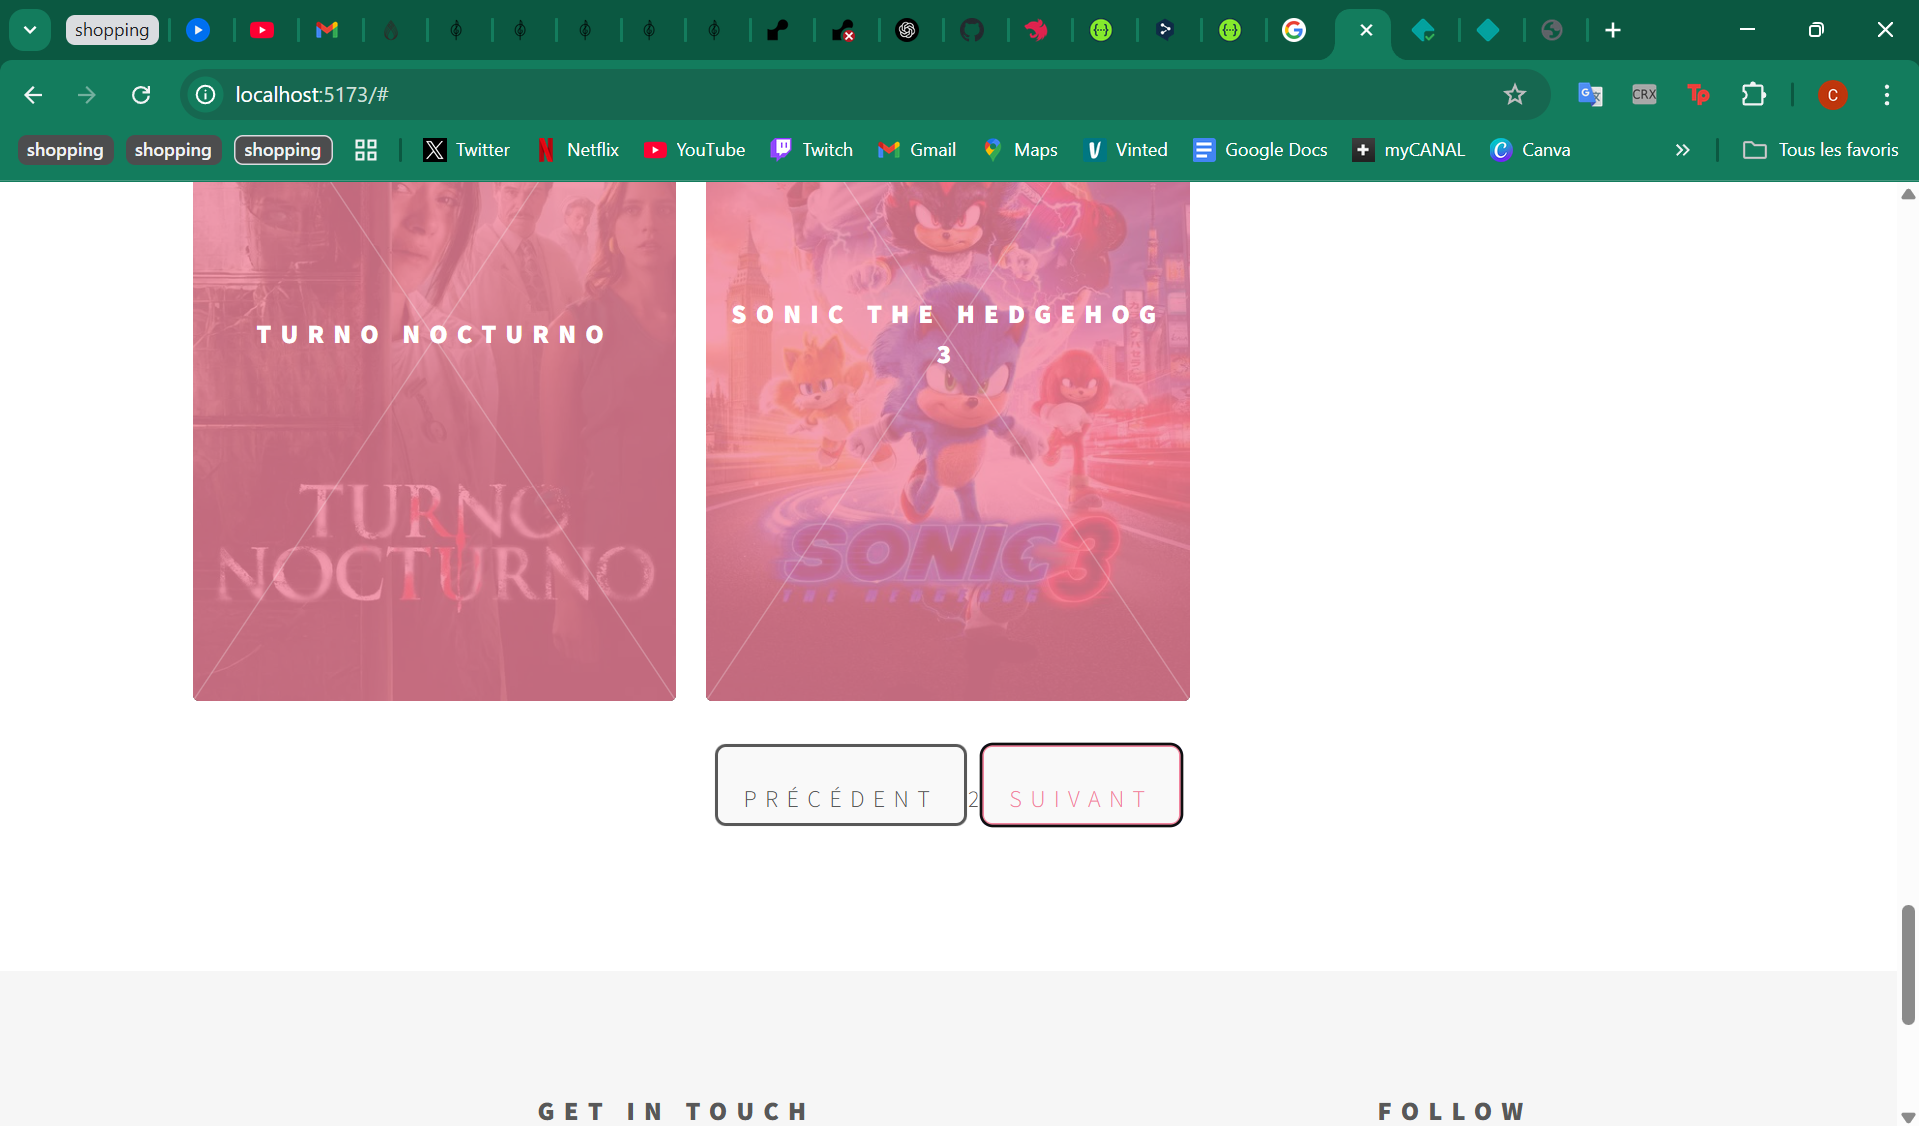 shopping
localhost:5173/#
CRX
Tp
C
shopping shopping shopping Twitter Netflix YouTube Twitch Gmail Maps Vinted Google Docs myCANAL Canva Tous les favoris
TURNO NOCTURNO
SONIC THE HEDGEHOG
3
TURNO
NOCTURNO
SONIC 3
THE HEDGEHOG
PRÉCÉDENT 2 SUIVANT
GET IN TOUCH
FOLLOW